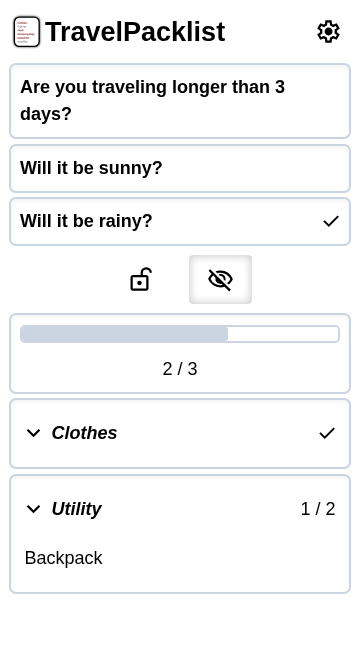 TravelPacklist
Are you traveling longer than 3
days?
Will it be sunny?
Will it be rainy?
2 / 3
Clothes
Utility
1 / 2
Backpack